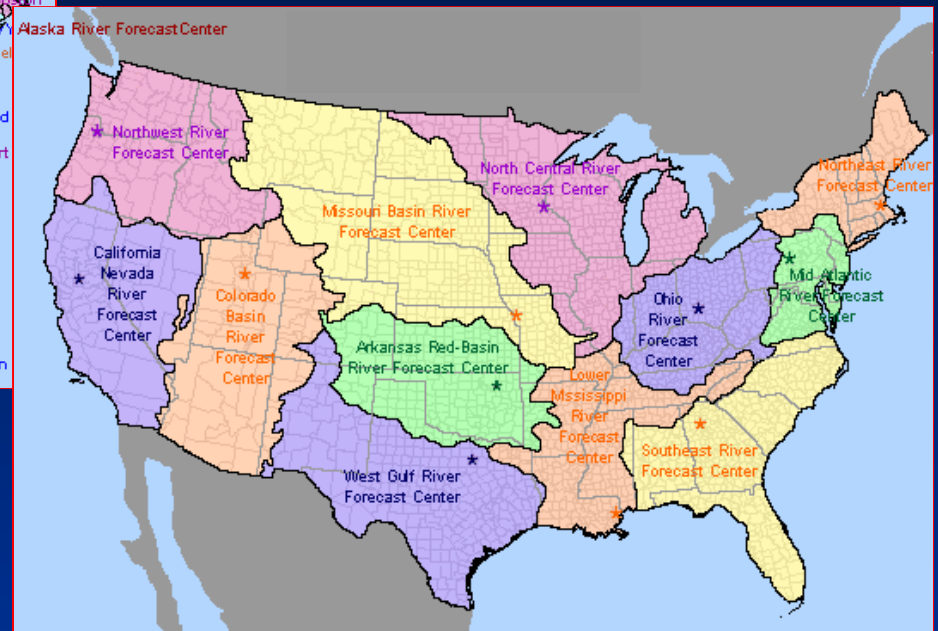 Alaska River Forecast Center
Northwest River
Forecast Center
North Central River
Forecast Center
Northeast River
Forecast Center
Missouri Basin River
Forecast Center
California
Nevada
River
Forecast
Center
Colorado
Basin
River
Forecast
Center
Mid Atlantic
River Forecast
Center
Ohio
River
Forecast
Center
Arkansas Red-Basin
River Forecast Center
Lower
Mississippi
River
Forecast
Center
Southeast River
Forecast Center
West Gulf River
Forecast Center